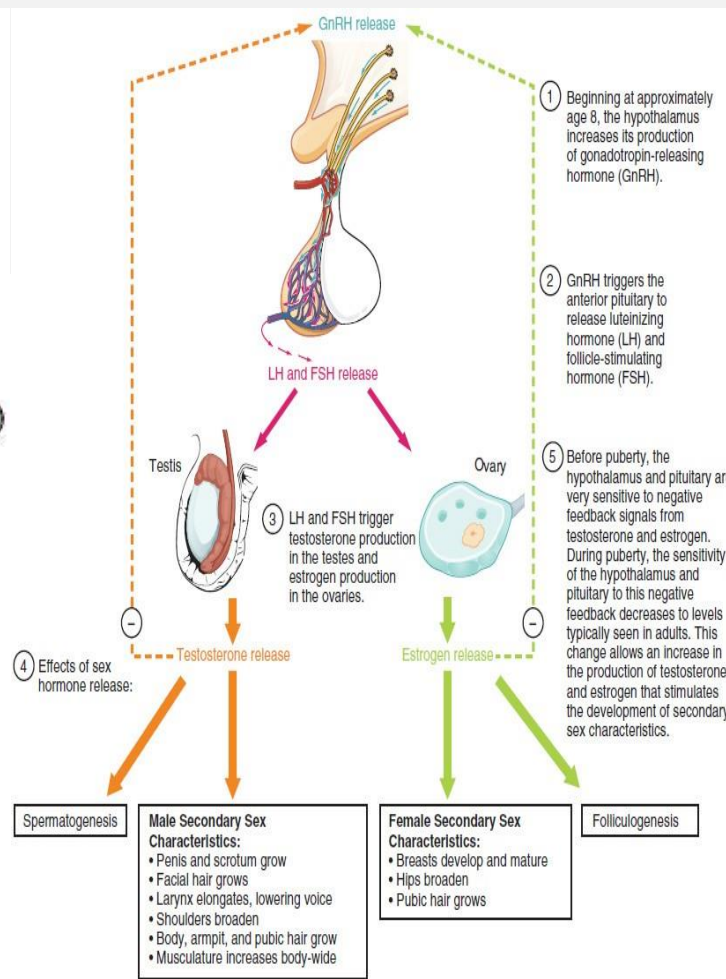 GnRH release
1 Beginning at approximately
age 8, the hypothalamus
increases its production
of gonadotropin-releasing
hormone (GnRH).
2 GnRH triggers the
anterior pituitary to
release luteinizing
hormone (LH) and
follicle-stimulating
hormone (FSH).
LH and FSH release
Testis
Ovary
3 LH and FSH trigger
testosterone production
in the testes and
estrogen production
in the ovaries.
5 Before puberty, the
hypothalamus and pituitary ar
very sensitive to negative
feedback signals from
testosterone and estrogen.
During puberty, the sensitivity
of the hypothalamus and
pituitary to this negative
feedback decreases to levels
typically seen in adults. This
change allows an increase in
the production of testosterone
and estrogen that stimulates
the development of secondary
sex characteristics.
−
−
Testosterone release
Estrogen release
4 Effects of sex
hormone release:
Spermatogenesis
Male Secondary Sex
Characteristics:
• Penis and scrotum grow
• Facial hair grows
• Larynx elongates, lowering voice
• Shoulders broaden
• Body, armpit, and pubic hair grow
• Musculature increases body-wide
Female Secondary Sex
Characteristics:
• Breasts develop and mature
• Hips broaden
• Pubic hair grows
Folliculogenesis